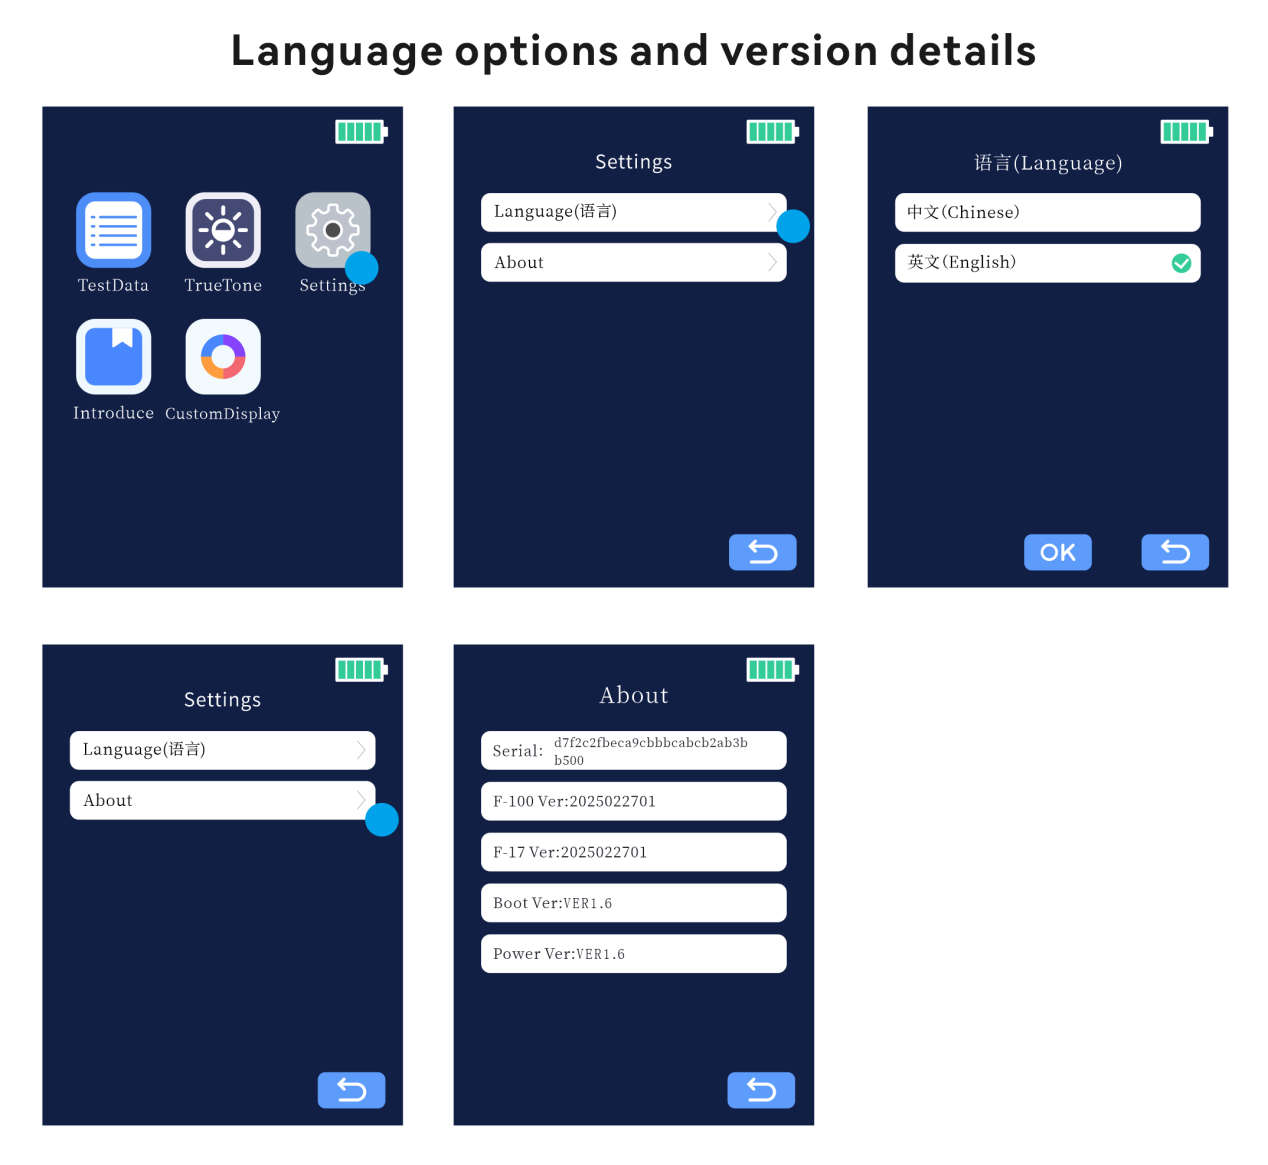 Language options and version details
TestData
TrueTone
Settings
Introduce
CustomDisplay
Settings
Language(语言)
About
语言(Language)
中文(Chinese)
英文(English)
OK
Settings
Language(语言)
About
About
Serial: d7f2c2fbeca9cbbbcabcb2ab3b
b500
F-100 Ver:2025022701
F-17 Ver:2025022701
Boot Ver:VER1.6
Power Ver:VER1.6